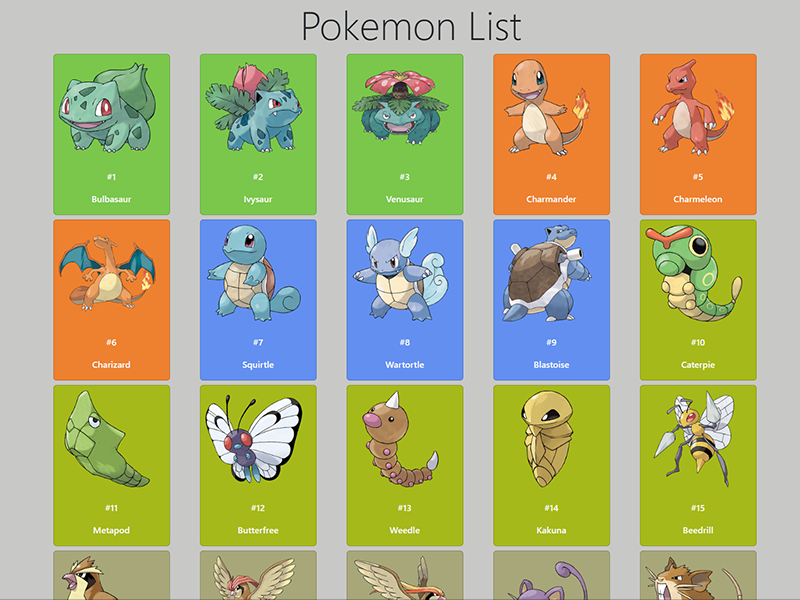 Pokemon List
#1
Bulbasaur
#2
Ivysaur
#3
Venusaur
#4
Charmander
#5
Charmeleon
#6
Charizard
#7
Squirtle
#8
Wartortle
#9
Blastoise
#10
Caterpie
#11
Metapod
#12
Butterfree
#13
Weedle
#14
Kakuna
#15
Beedrill